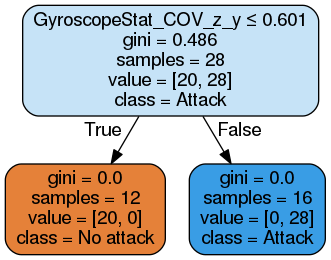 GyroscopeStat_COV_z_y ≤ 0.601
gini = 0.486
samples = 28
value = [20, 28]
class = Attack
True
False
gini = 0.0
samples = 12
value = [20, 0]
class = No attack
gini = 0.0
samples = 16
value = [0, 28]
class = Attack